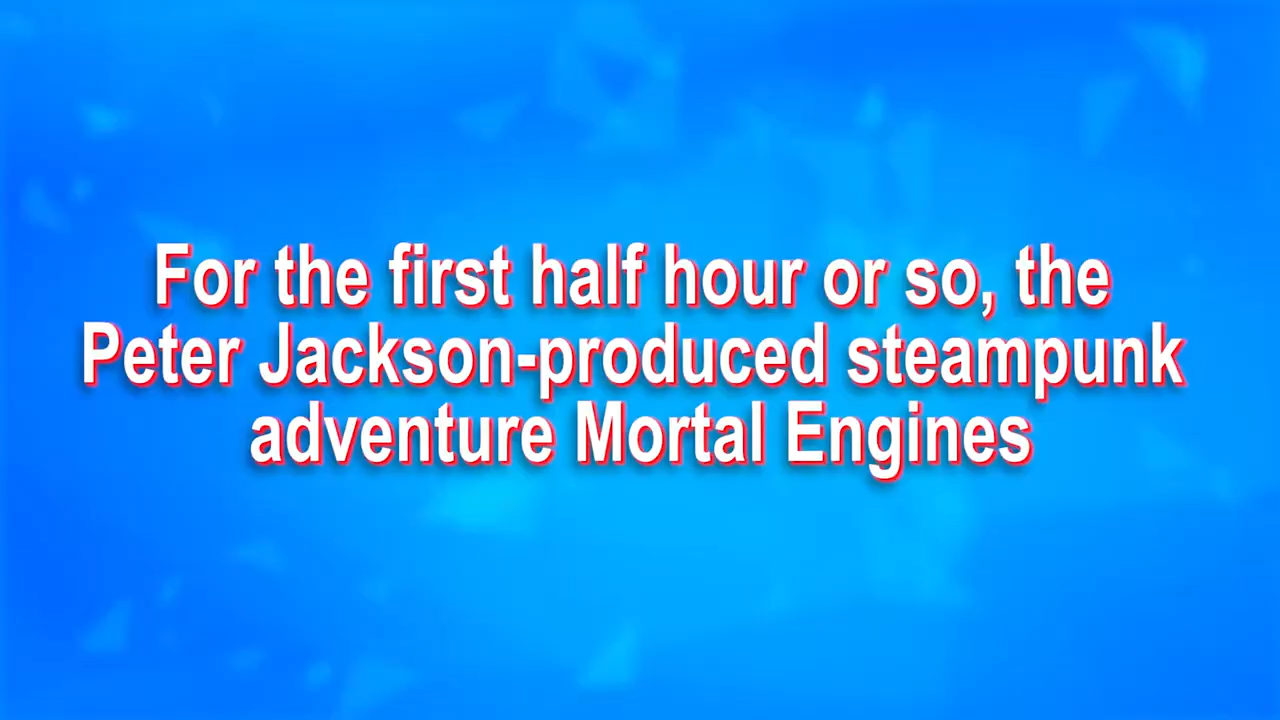 For the first half hour or so, the
Peter Jackson-produced steampunk
adventure Mortal Engines